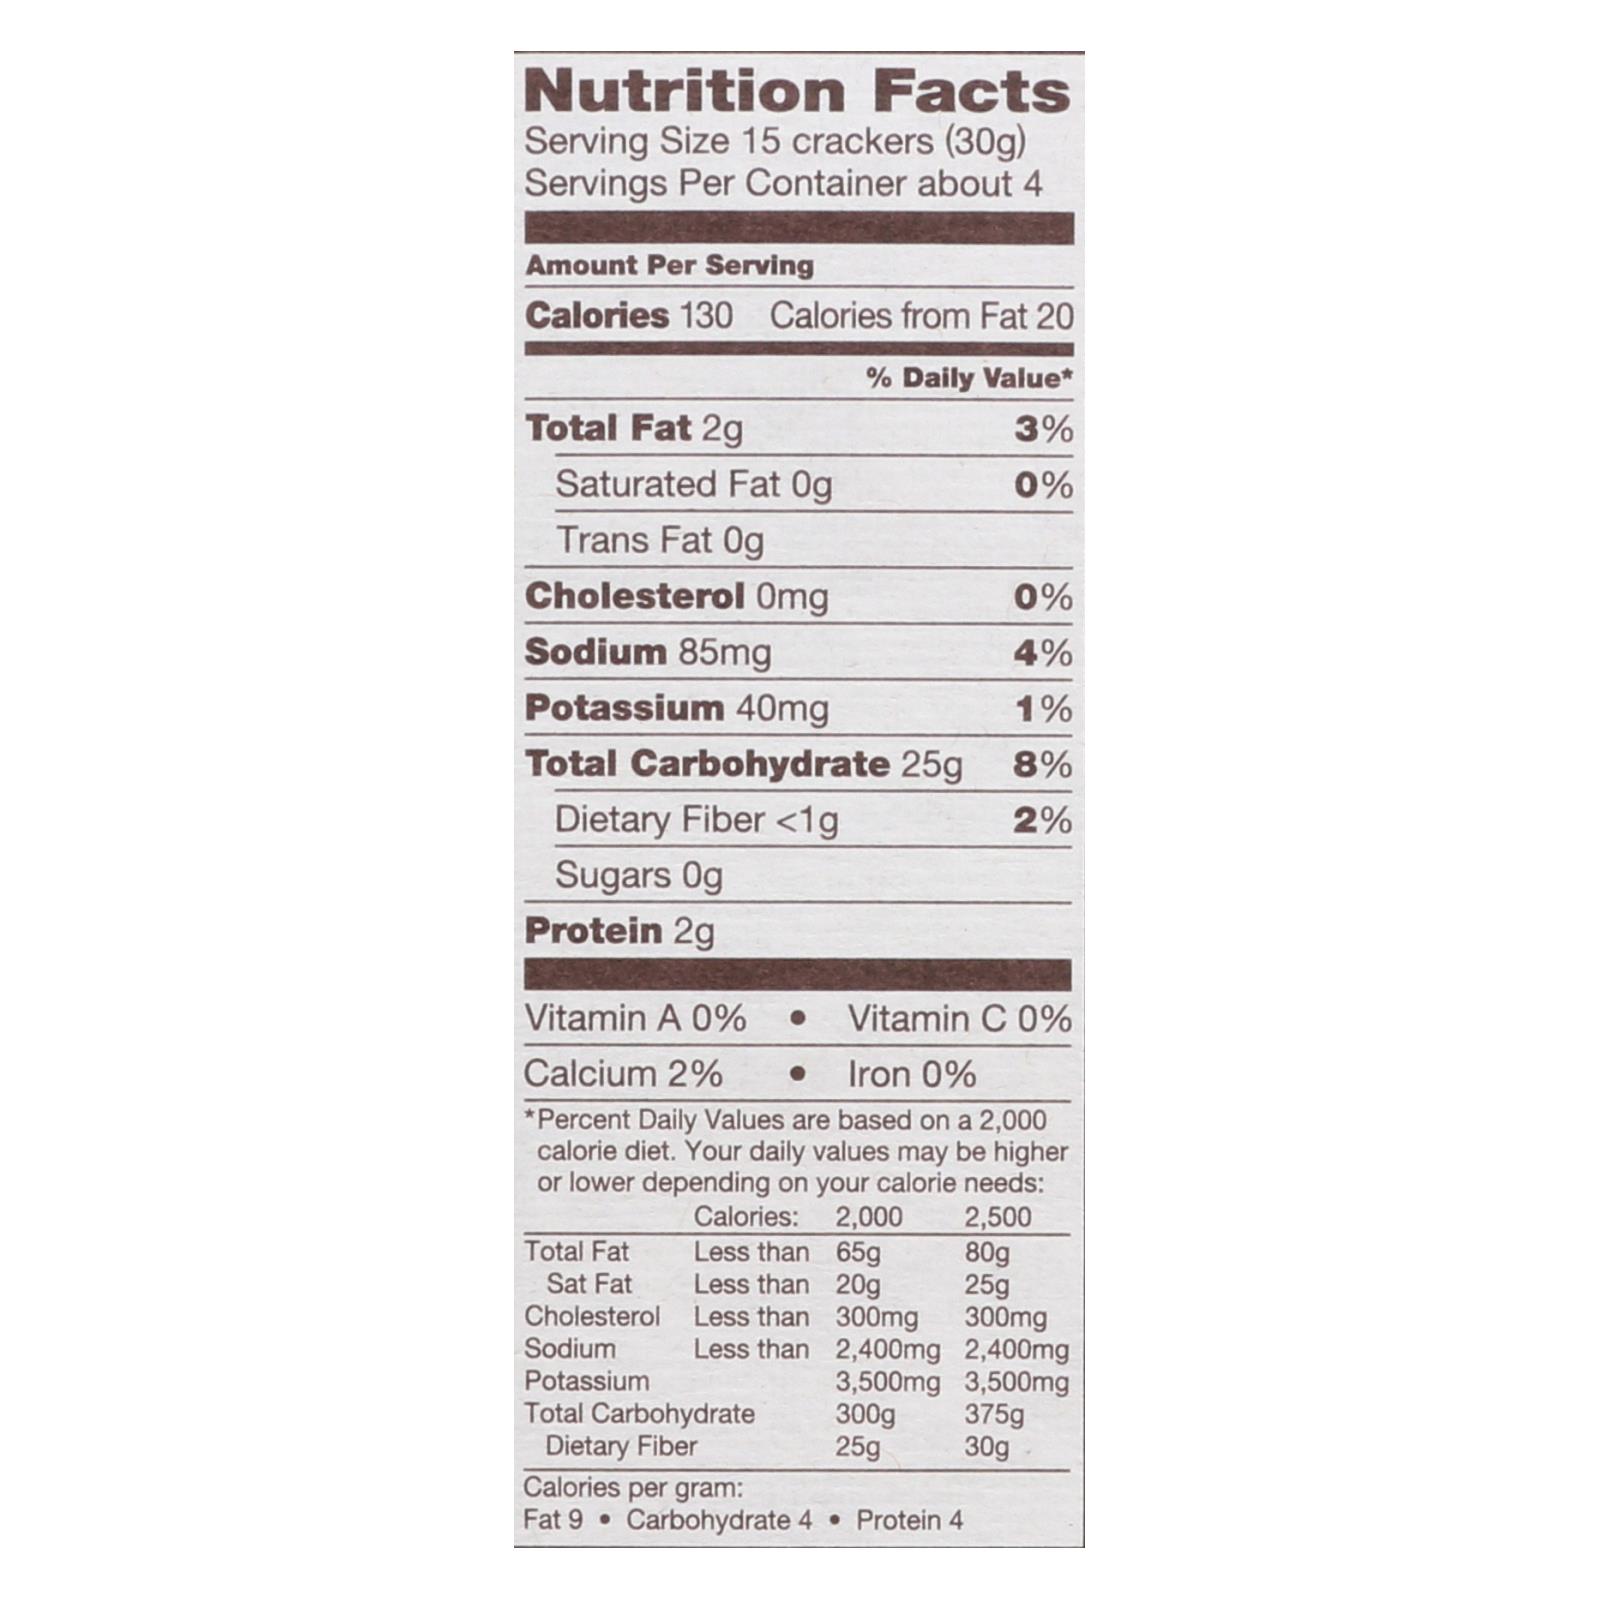 Nutrition Facts
Serving Size 15 crackers (30g)
Servings Per Container about 4
Amount Per Serving
Calories 130 Calories from Fat 20
% Daily Value*
Total Fat 2g 3%
Saturated Fat 0g 0%
Trans Fat 0g
Cholesterol 0mg 0%
Sodium 85mg 4%
Potassium 40mg 1%
Total Carbohydrate 25g 8%
Dietary Fiber <1g 2%
Sugars 0g
Protein 2g
Vitamin A 0% • Vitamin C 0%
Calcium 2% • Iron 0%
*Percent Daily Values are based on a 2,000
calorie diet. Your daily values may be higher
or lower depending on your calorie needs:
Calories: 2,000 2,500
Total Fat Less than 65g 80g
Sat Fat Less than 20g 25g
Cholesterol Less than 300mg 300mg
Sodium Less than 2,400mg 2,400mg
Potassium 3,500mg 3,500mg
Total Carbohydrate 300g 375g
Dietary Fiber 25g 30g
Calories per gram:
Fat 9 • Carbohydrate 4 • Protein 4